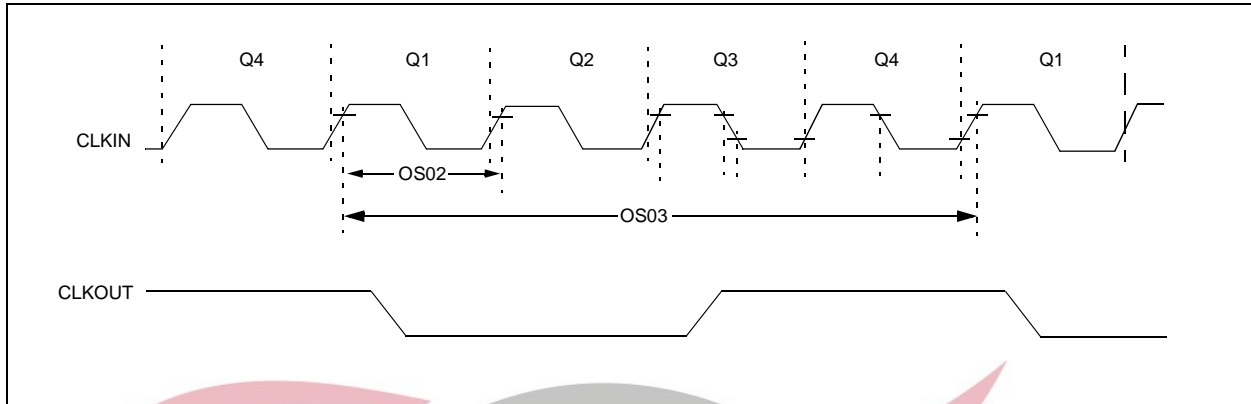 Q4 Q1 Q2 Q3 Q4 Q1
CLKIN
OS02
OS03
CLKOUT